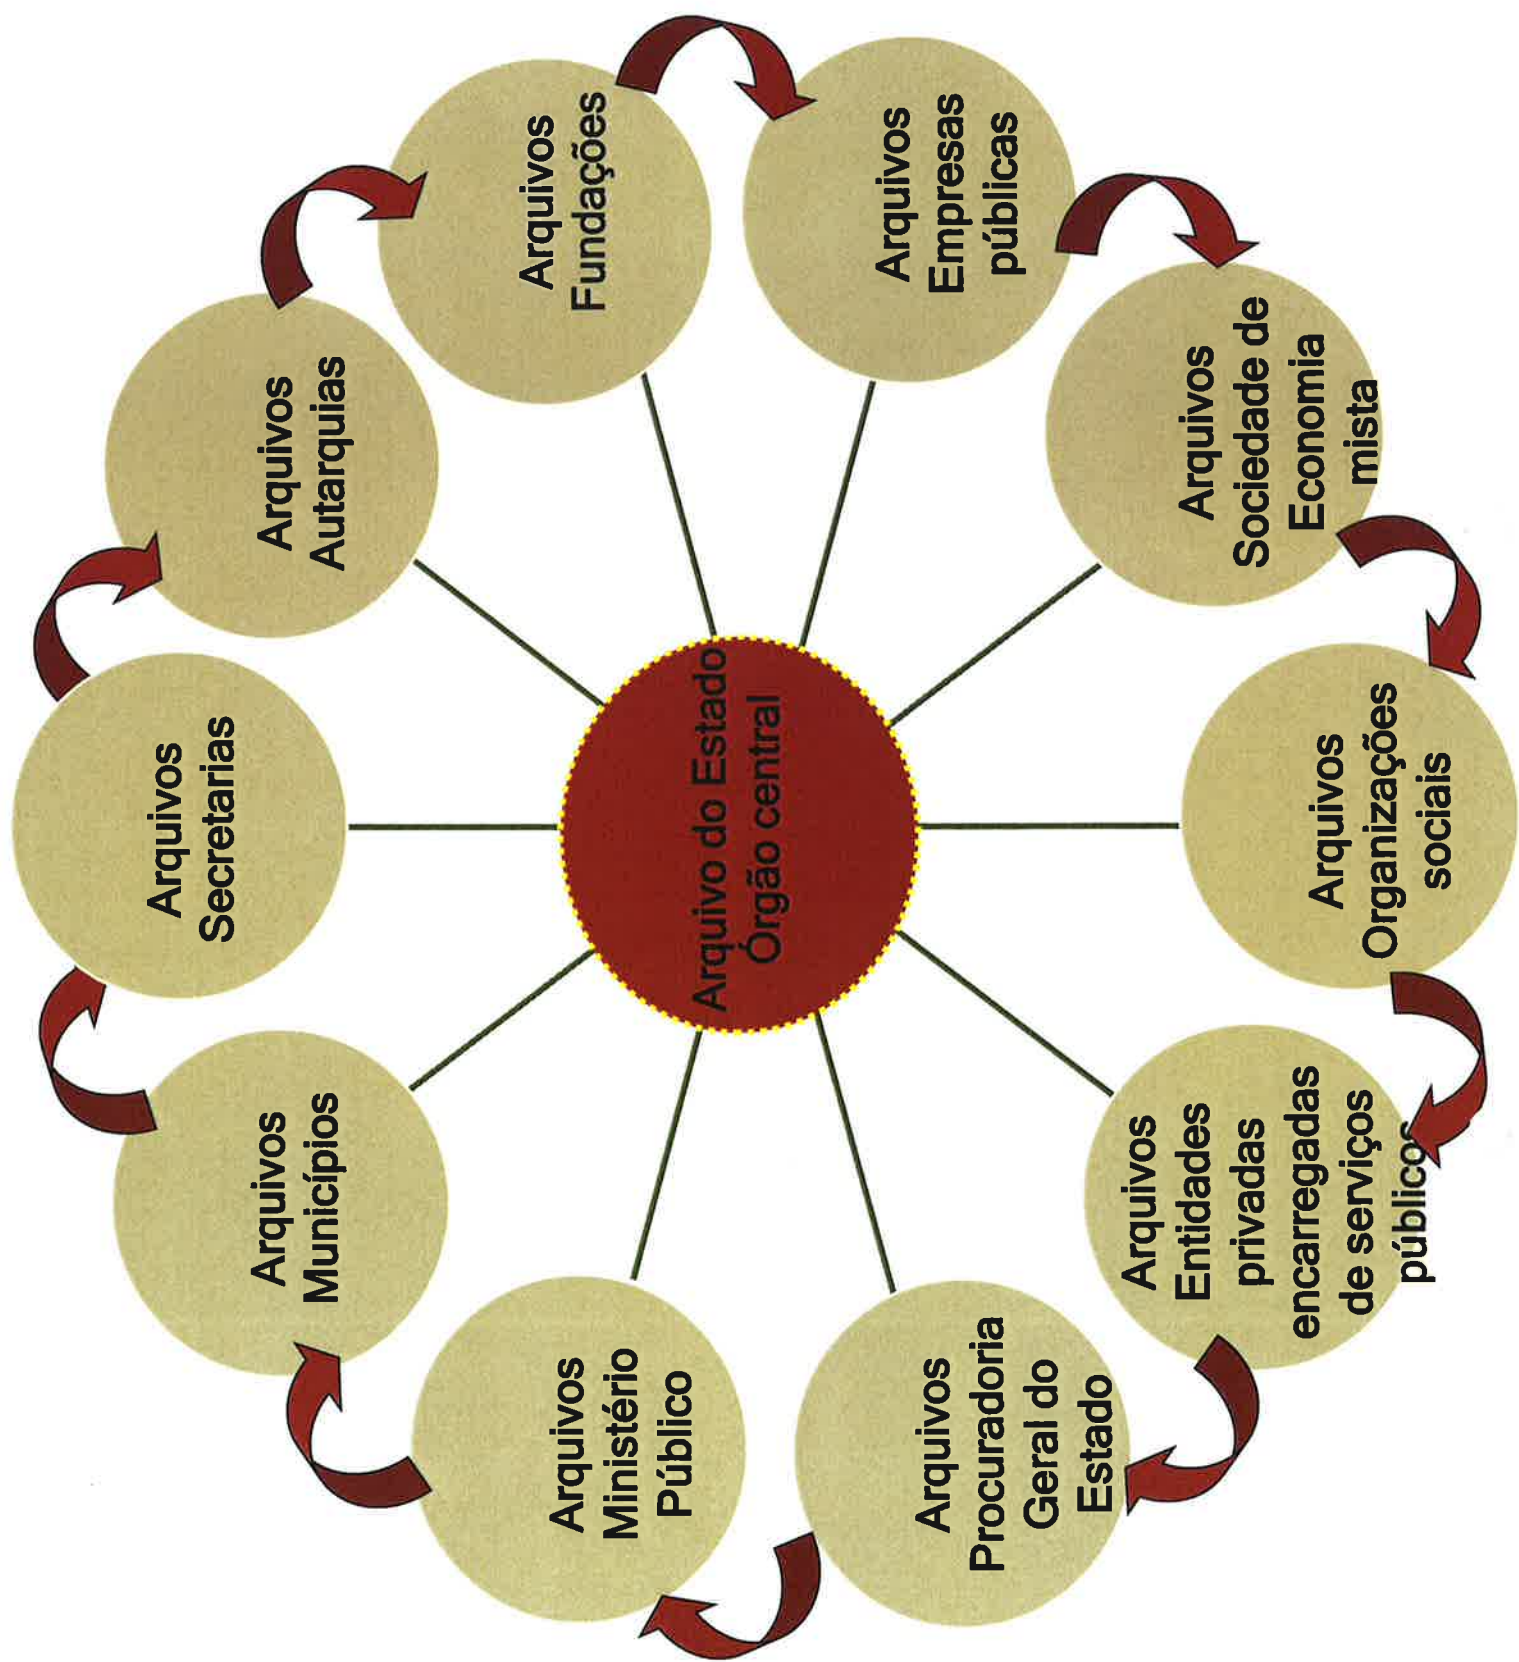 Arquivos
Secretarias
Arquivos
Autarquias
Arquivos
Fundações
Arquivos
Empresas
públicas
Arquivos
Sociedade de
Economia
mista
Arquivos
Organizações
sociais
Arquivos
Entidades
privadas
encarregadas
de serviços
públicos
Arquivos
Procuradoria
Geral do
Estado
Arquivos
Ministério
Público
Arquivos
Municípios
Arquivo do Estado
Órgão central